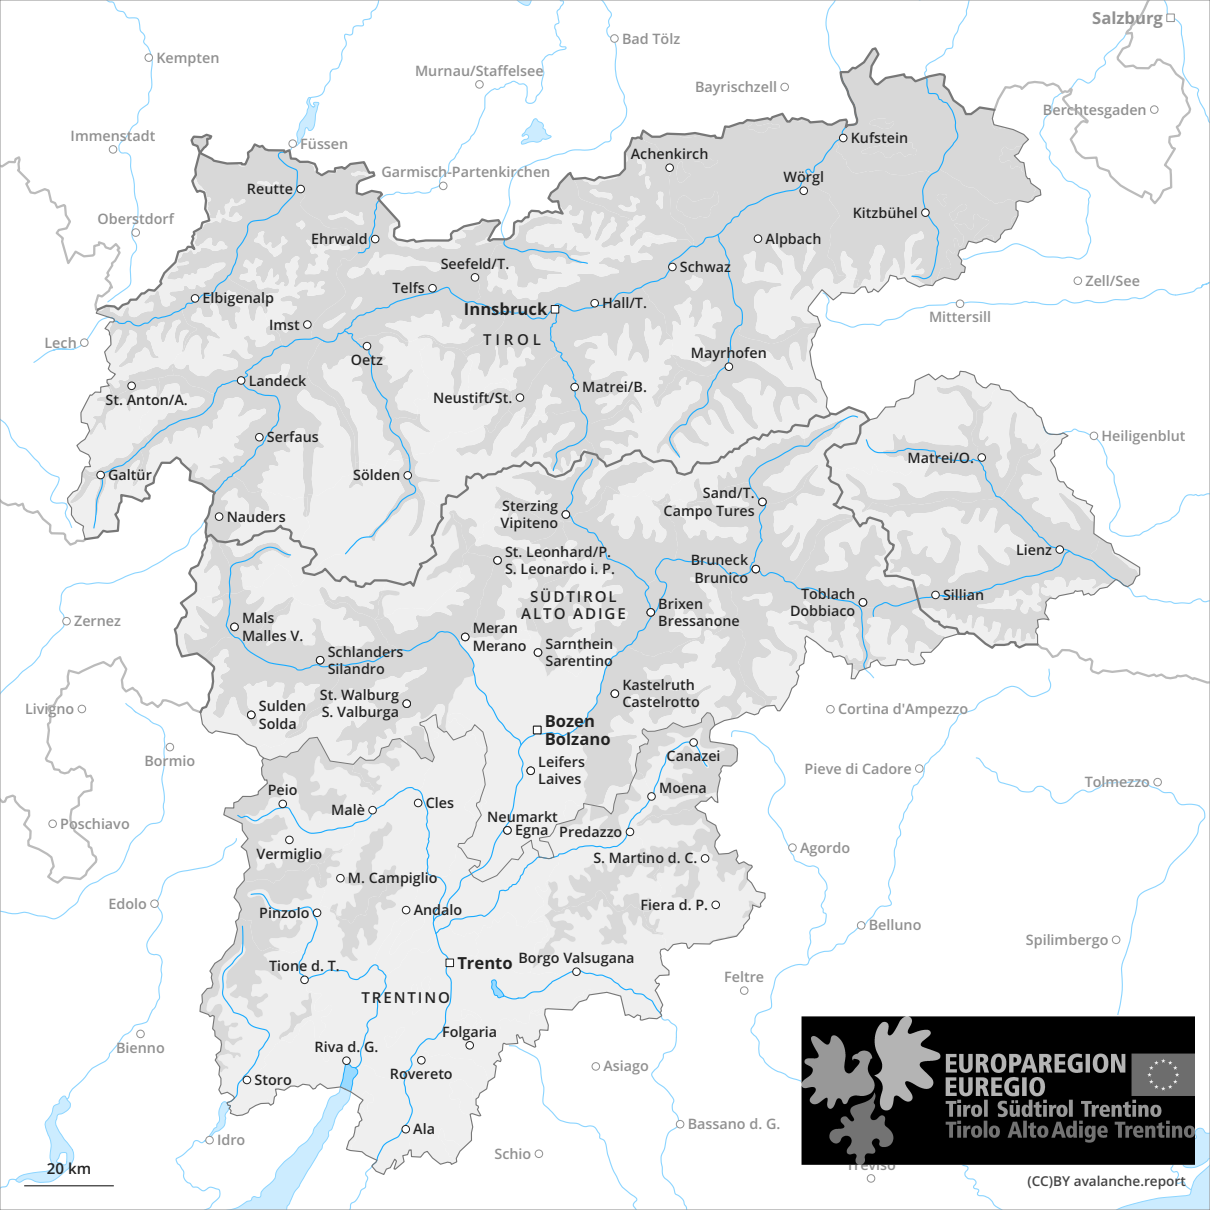 Salzburg
Bad Tölz
Kempten
Murnau/Staffelsee
Bayrischzell
Berchtesgaden
Immenstadt
Füssen
Kufstein
Achenkirch
Garmisch-Partenkirchen
Wörgl
Reutte
Oberstdorf
Kitzbühel
Ehrwald
Alpbach
Seefeld/T.
Schwaz
Zell/See
Telfs
Elbigenalp
Hall/T.
Innsbruck
Mittersill
Imst
TIROL
Lech
Mayrhofen
Oetz
Landeck
Matrei/B.
St. Anton/A.
Neustift/St.
Serfaus
Heiligenblut
Matrei/O.
Galtür
Sölden
Sand/T.
Campo Tures
Sterzing
Vipiteno
Nauders
Lienz
St. Leonhard/P.
S. Leonardo i. P.
Bruneck
Brunico
SÜDTIROL
ALTO ADIGE
Toblach
Dobbiaco
Sillian
Brixen
Bressanone
Zernez
Mals
Malles V.
Meran
Merano
Sarnthein
Sarentino
Schlanders
Silandro
Kastelruth
Castelrotto
St. Walburg
S. Valburga
Livigno
Sulden
Solda
Cortina d'Ampezzo
Bozen
Bolzano
Bormio
Canazei
Leifers
Laives
Pieve di Cadore
Tolmezzo
Peio
Moena
Malè
Cles
Neumarkt
Egna
Predazzo
Poschiavo
Vermiglio
Agordo
S. Martino d. C.
M. Campiglio
Edolo
Pinzolo
Andalo
Fiera d. P.
Belluno
Spilimbergo
Trento
Borgo Valsugana
Tione d. T.
Feltre
TRENTINO
Bienno
Folgaria
Riva d. G.
Asiago
Rovereto
Storo
EUROPAREGION
EUREGIO
Tirol Südtirol Trentino
Tirolo Alto Adige Trentino
Bassano d. G.
Ala
Idro
Schio
Treviso
20 km
(CC)BY avalanche.report